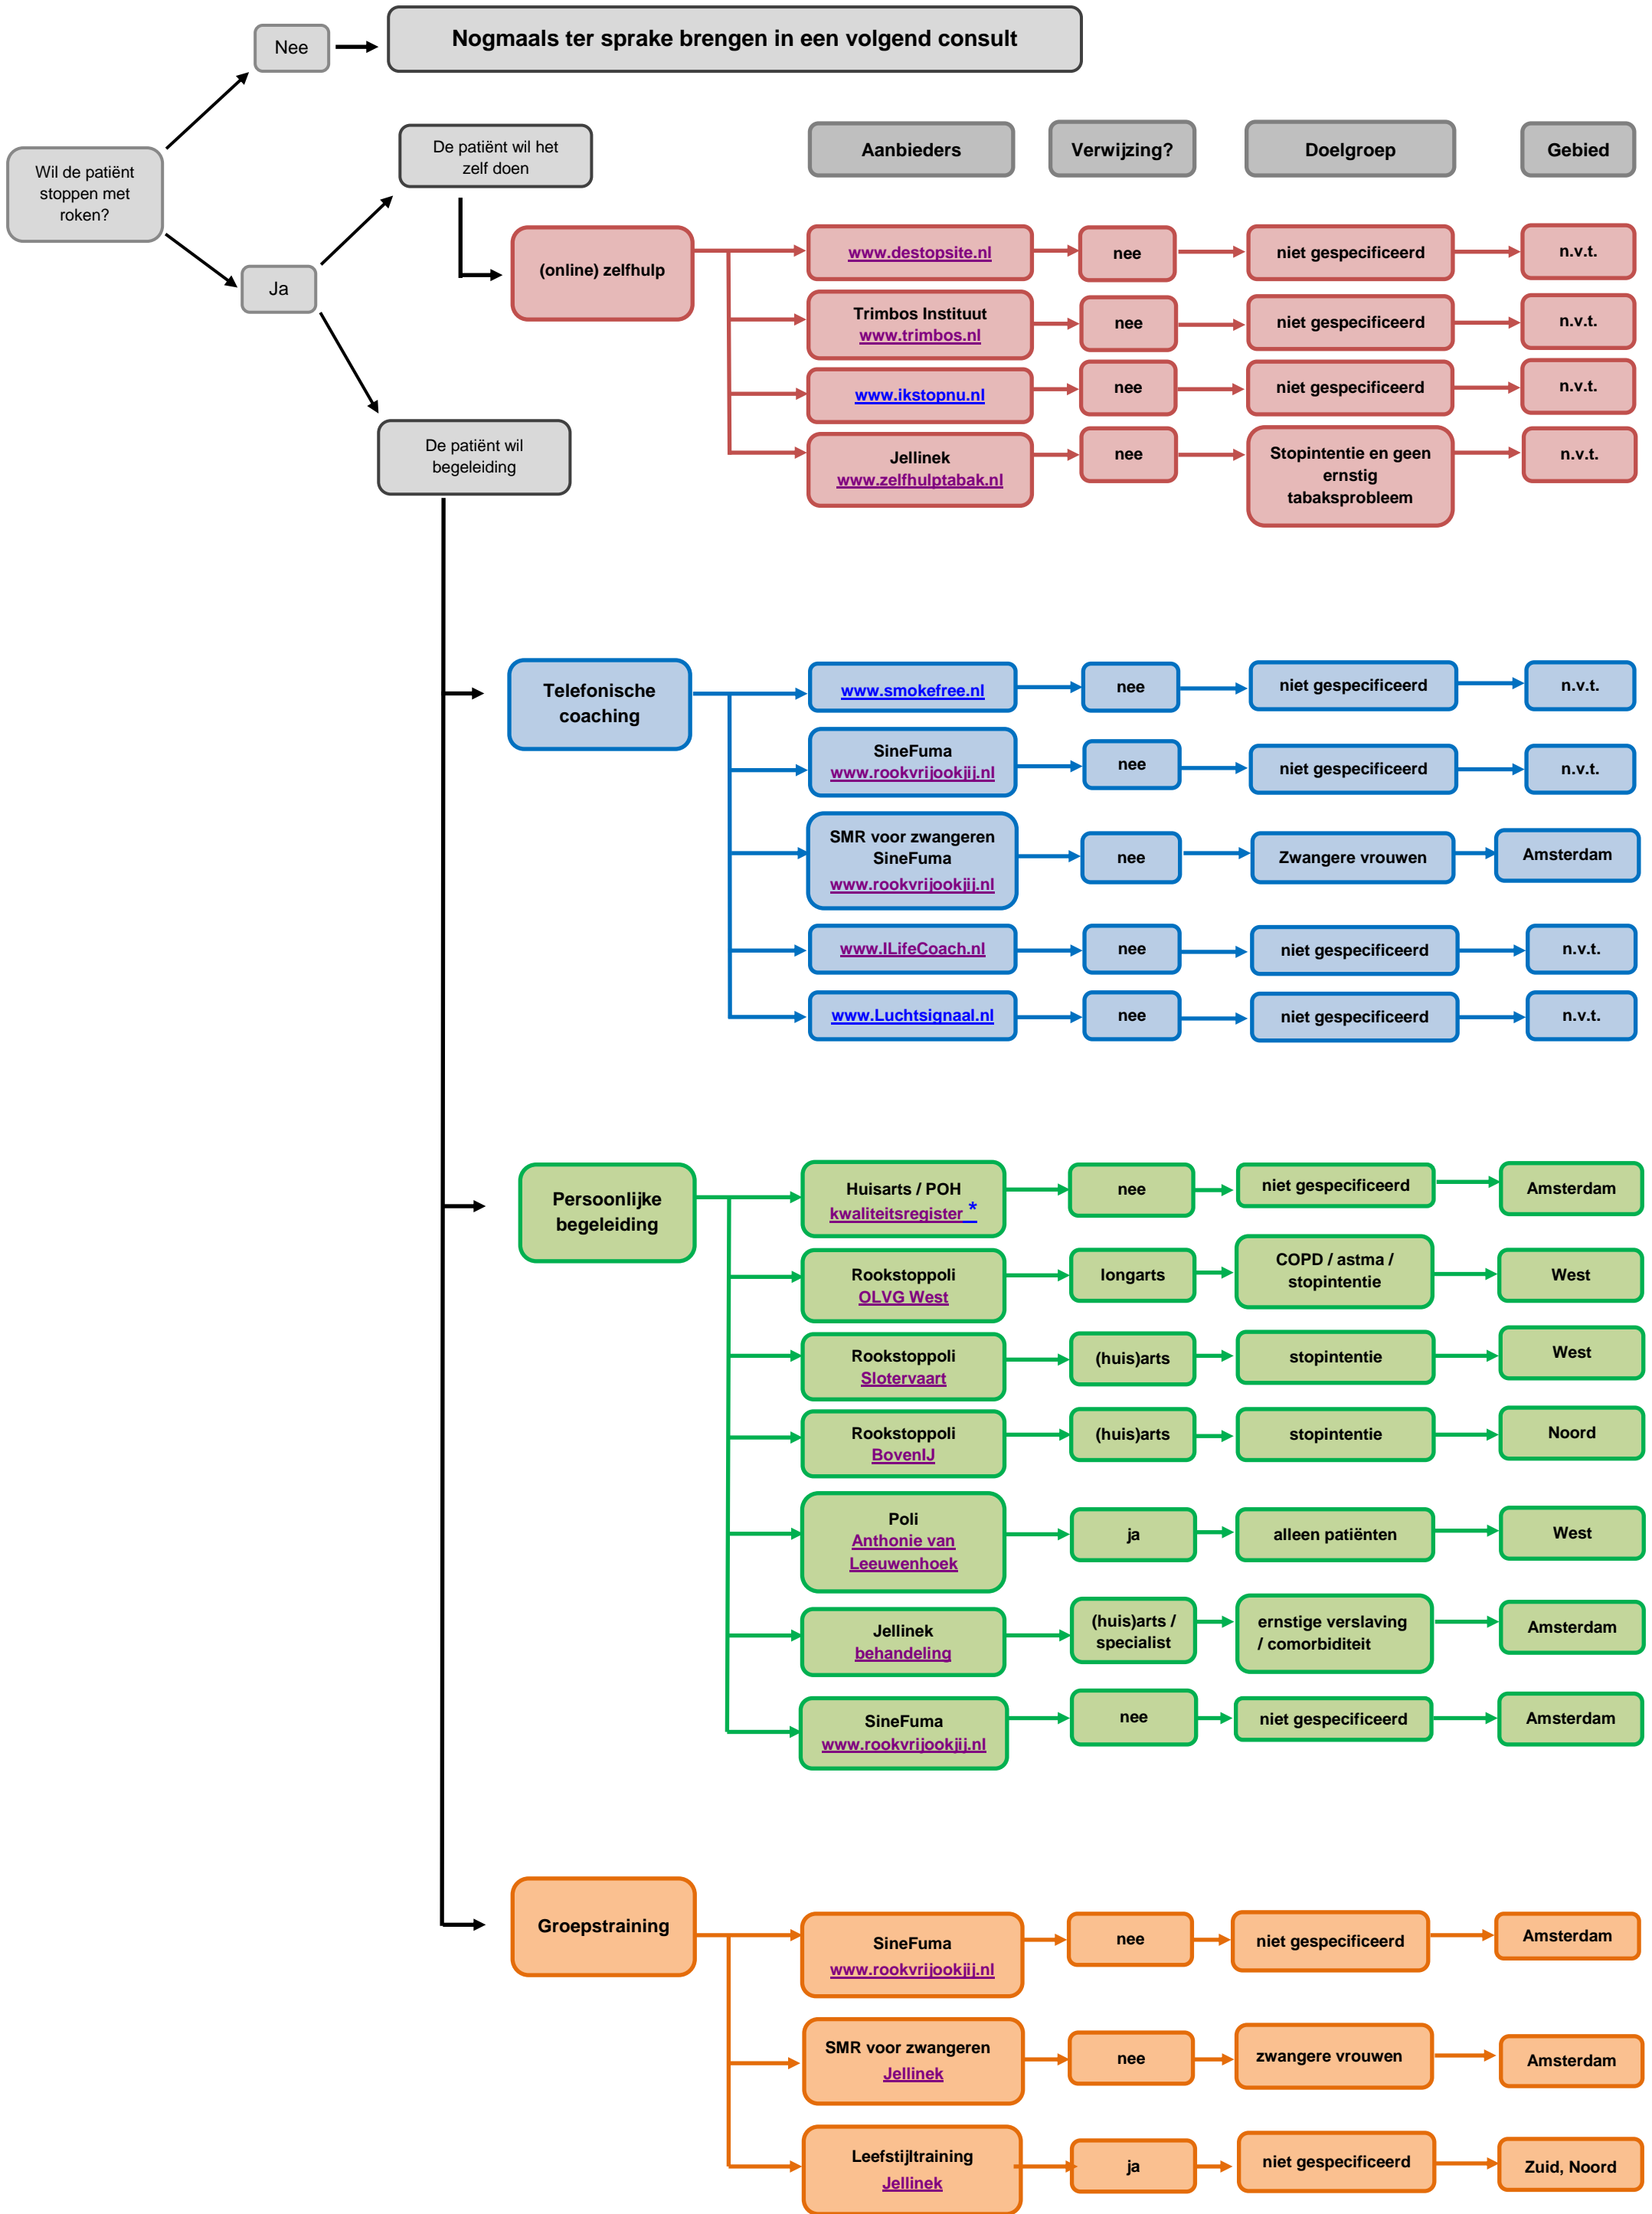 Nee
Nogmaals ter sprake brengen in een volgend consult
Wil de patiënt
stoppen met
roken?
Ja
De patiënt wil het
zelf doen
De patiënt wil
begeleiding
Aanbieders
Verwijzing?
Doelgroep
Gebied
(online) zelfhulp
www.destopsite.nl
nee
niet gespecificeerd
n.v.t.
Trimbos Instituut
www.trimbos.nl
nee
niet gespecificeerd
n.v.t.
www.ikstopnu.nl
nee
niet gespecificeerd
n.v.t.
Jellinek
www.zelfhulptabak.nl
nee
Stopintentie en geen
ernstig
tabaksprobleem
n.v.t.
Telefonische
coaching
www.smokefree.nl
nee
niet gespecificeerd
n.v.t.
SineFuma
www.rookvrijookjij.nl
nee
niet gespecificeerd
n.v.t.
SMR voor zwangeren
SineFuma
www.rookvrijookjij.nl
nee
Zwangere vrouwen
Amsterdam
www.ILifeCoach.nl
nee
niet gespecificeerd
n.v.t.
www.Luchtsignaal.nl
nee
niet gespecificeerd
n.v.t.
Persoonlijke
begeleiding
Huisarts / POH
kwaliteitsregister *
nee
niet gespecificeerd
Amsterdam
Rookstoppoli
OLVG West
longarts
COPD / astma /
stopintentie
West
Rookstoppoli
Slotervaart
(huis)arts
stopintentie
West
Rookstoppoli
BovenIJ
(huis)arts
stopintentie
Noord
Poli
Anthonie van
Leeuwenhoek
ja
alleen patiënten
West
Jellinek
behandeling
(huis)arts /
specialist
ernstige verslaving
/ comorbiditeit
Amsterdam
SineFuma
www.rookvrijookjij.nl
nee
niet gespecificeerd
Amsterdam
Groepstraining
SineFuma
www.rookvrijookjij.nl
nee
niet gespecificeerd
Amsterdam
SMR voor zwangeren
Jellinek
nee
zwangere vrouwen
Amsterdam
Leefstijltraining
Jellinek
ja
niet gespecificeerd
Zuid, Noord